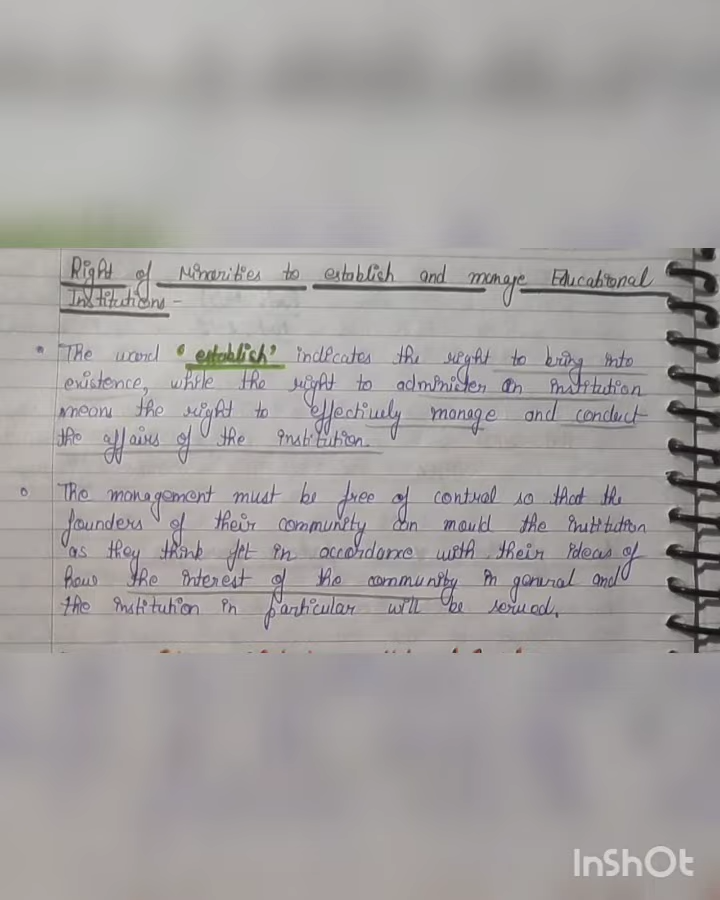 Right of Minorities to establish and manage Educational
Institutions -
The word 'establish' indicates the right to bring into
existence, while the right to administer an institution
means the right to effectively manage and conduct
the affairs of the institution.
The management must be free of control so that the
founders of their community can mould the institution
as they think fit in accordance with their ideas of
how the interest of the community in general and
the institution in particular will be served.
InShOt